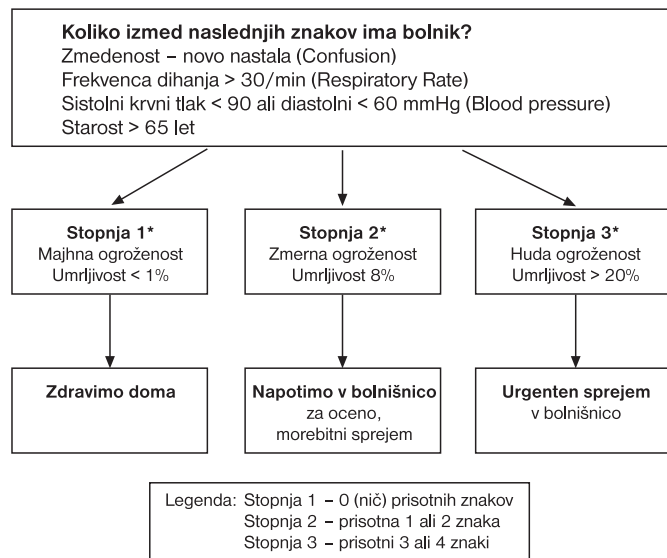 Koliko izmed naslednjih znakov ima bolnik?
Zmedenost – novo nastala (Confusion)
Frekvenca dihanja > 30/min (Respiratory Rate)
Sistolni krvni tlak < 90 ali diastolni < 60 mmHg (Blood pressure)
Starost > 65 let
Stopnja 1*
Majhna ogroženost
Umrljivost < 1%
Stopnja 2*
Zmerna ogroženost
Umrljivost 8%
Stopnja 3*
Huda ogroženost
Umrljivost > 20%
Zdravimo doma
Napotimo v bolnišnico
za oceno,
morebitni sprejem
Urgenten sprejem
v bolnišnico
Legenda: Stopnja 1 – 0 (nič) prisotnih znakov
Stopnja 2 – prisotna 1 ali 2 znaka
Stopnja 3 – prisotni 3 ali 4 znaki